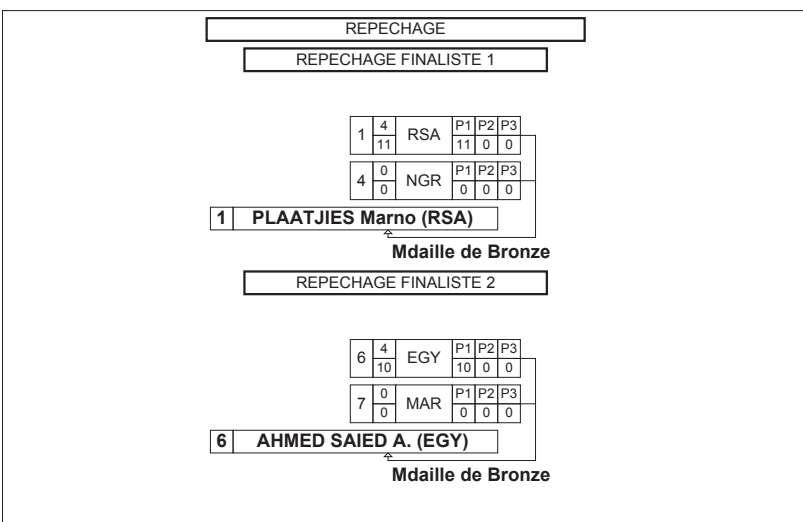 REPECHAGE
REPECHAGE FINALISTE 1
1 4 RSA P1 P2 P3
11 11 0 0
4 0 NGR P1 P2 P3
0 0 0 0
1 PLAATJIES Marno (RSA)
Mdaille de Bronze
REPECHAGE FINALISTE 2
6 4 EGY P1 P2 P3
10 10 0 0
7 0 MAR P1 P2 P3
0 0 0 0
6 AHMED SAIED A. (EGY)
Mdaille de Bronze